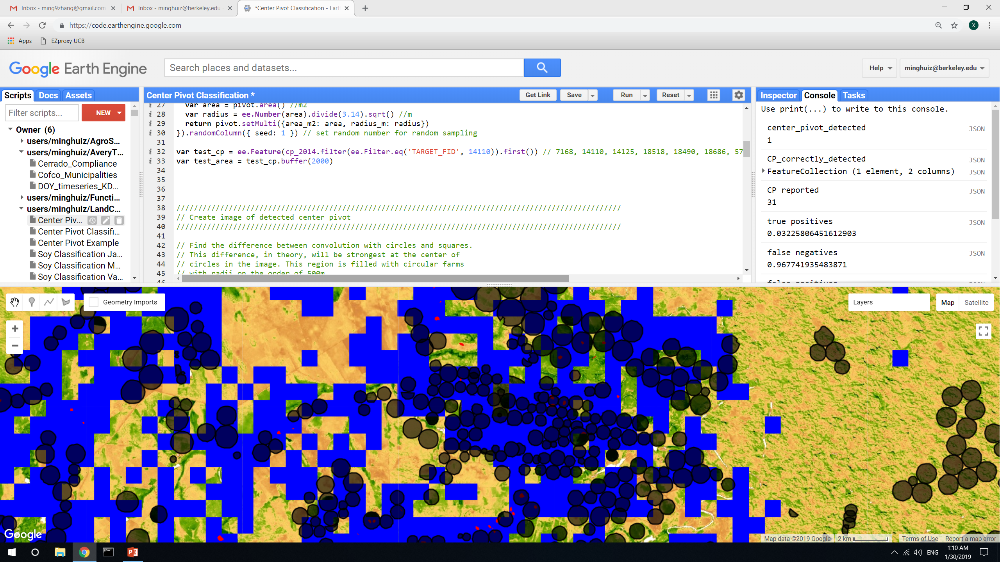 Inbox - ming9zhang@gmail.com
Inbox - minghuiz@berkeley.edu
*Center Pivot Classification - Eart
https://code.earthengine.google.com
Apps
EZproxy UCB
Google Earth Engine
Search places and datasets...
Help
minghuiz@berkeley.edu
Scripts Docs Assets
Filter scripts...
NEW
Owner (6)
users/minghuiz/AgroS...
users/minghuiz/AveryT...
Cerrado_Compliance
Cofco_Municipalities
DOY_timeseries_KD...
users/minghuiz/Functi...
users/minghuiz/LandC...
Center Piv...
Center Pivot Classifi...
Center Pivot Example
Soy Classification Ja...
Soy Classification M...
Soy Classification Va...
Center Pivot Classification *
Get Link
Save
Run
Reset
27 var area = pivot.area() //m2
28 var radius = ee.Number(area).divide(3.14).sqrt() //m
29 return pivot.setMulti({area_m2: area, radius_m: radius})
30 }).randomColumn({ seed: 1 }) // set random number for random sampling
31
32 var test_cp = ee.Feature(cp_2014.filter(ee.Filter.eq('TARGET_FID', 14110)).first()) // 7168, 14110, 14125, 18518, 18490, 18686, 57
33 var test_area = test_cp.buffer(2000)
34
35
36
37
38 ///////////////////////////////////////////////////////////////////////////////////////////////////////
39 // Create image of detected center pivot
40 ///////////////////////////////////////////////////////////////////////////////////////////////////////
41
42 // Find the difference between convolution with circles and squares.
43 // This difference, in theory, will be strongest at the center of
44 // circles in the image. This region is filled with circular farms
45 // with radii on the order of 500m
46
Inspector Console Tasks
Use print(...) to write to this console.
center_pivot_detected JSON
1
CP_correctly_detected JSON
FeatureCollection (1 element, 2 columns) JSON
CP reported JSON
31
true positives JSON
0.03225806451612903
false negatives JSON
0.967741935483871
false positives
Geometry Imports
Layers
Map
Satellite
Google
Map data ©2019 Google
2 km
Terms of Use
Report a map error
ENG
1:10 AM
1/30/2019